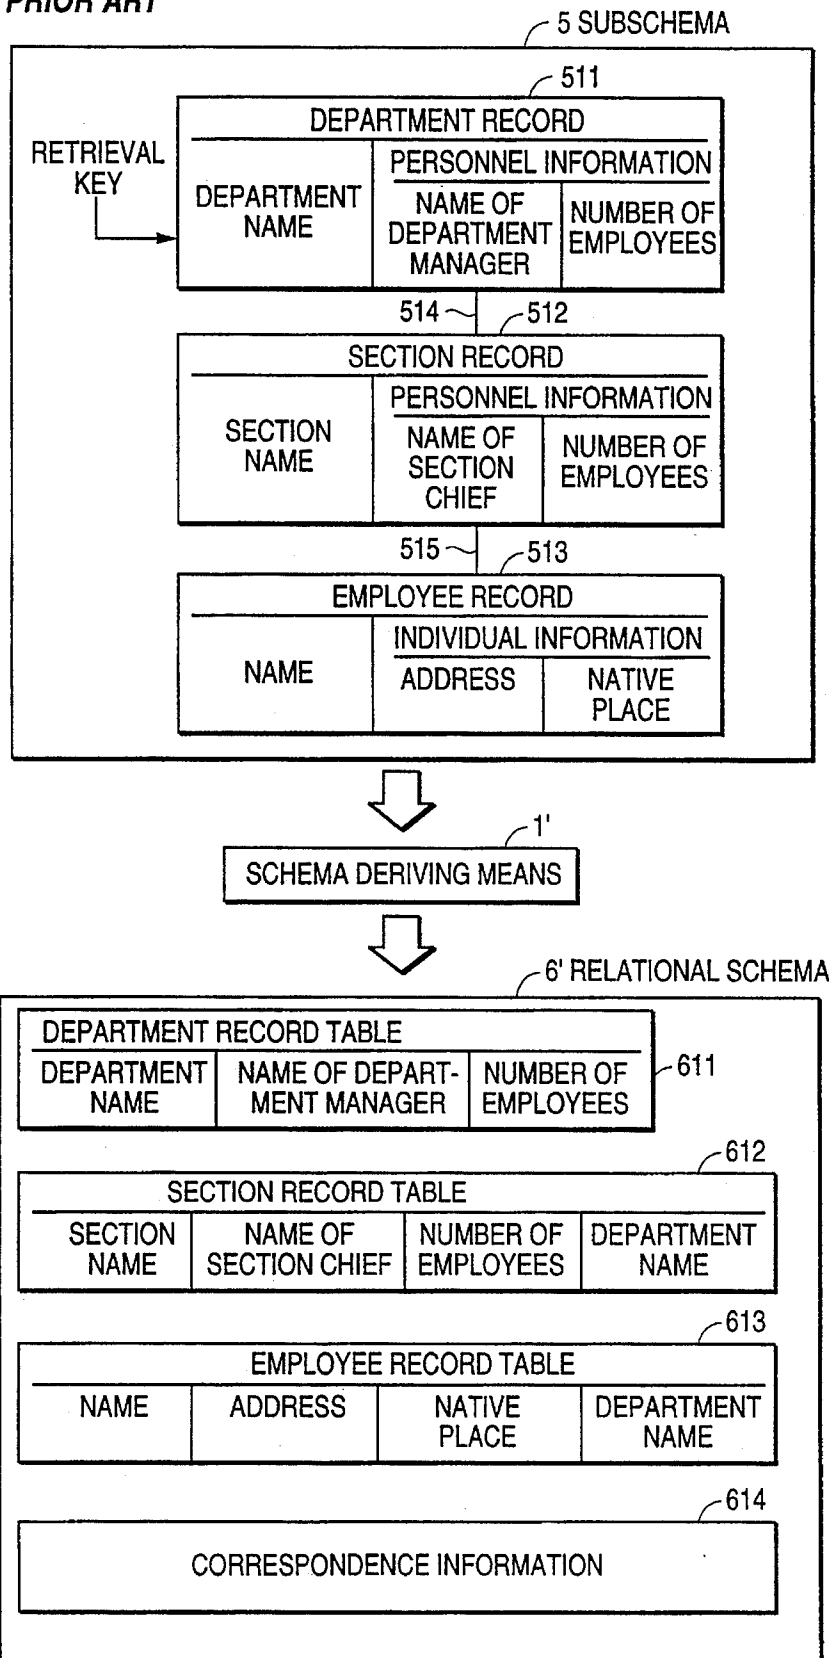 PRIOR ART
5 SUBSCHEMA
511
DEPARTMENT RECORD
RETRIEVAL
KEY
DEPARTMENT
NAME
PERSONNEL INFORMATION
NAME OF
DEPARTMENT
MANAGER
NUMBER OF
EMPLOYEES
514
512
SECTION RECORD
SECTION
NAME
PERSONNEL INFORMATION
NAME OF
SECTION
CHIEF
NUMBER OF
EMPLOYEES
515
513
EMPLOYEE RECORD
NAME
INDIVIDUAL INFORMATION
ADDRESS
NATIVE
PLACE
1'
SCHEMA DERIVING MEANS
6' RELATIONAL SCHEMA
DEPARTMENT RECORD TABLE
DEPARTMENT
NAME
NAME OF DEPART-
MENT MANAGER
NUMBER OF
EMPLOYEES
611
612
SECTION RECORD TABLE
SECTION
NAME
NAME OF
SECTION CHIEF
NUMBER OF
EMPLOYEES
DEPARTMENT
NAME
613
EMPLOYEE RECORD TABLE
NAME
ADDRESS
NATIVE
PLACE
DEPARTMENT
NAME
614
CORRESPONDENCE INFORMATION